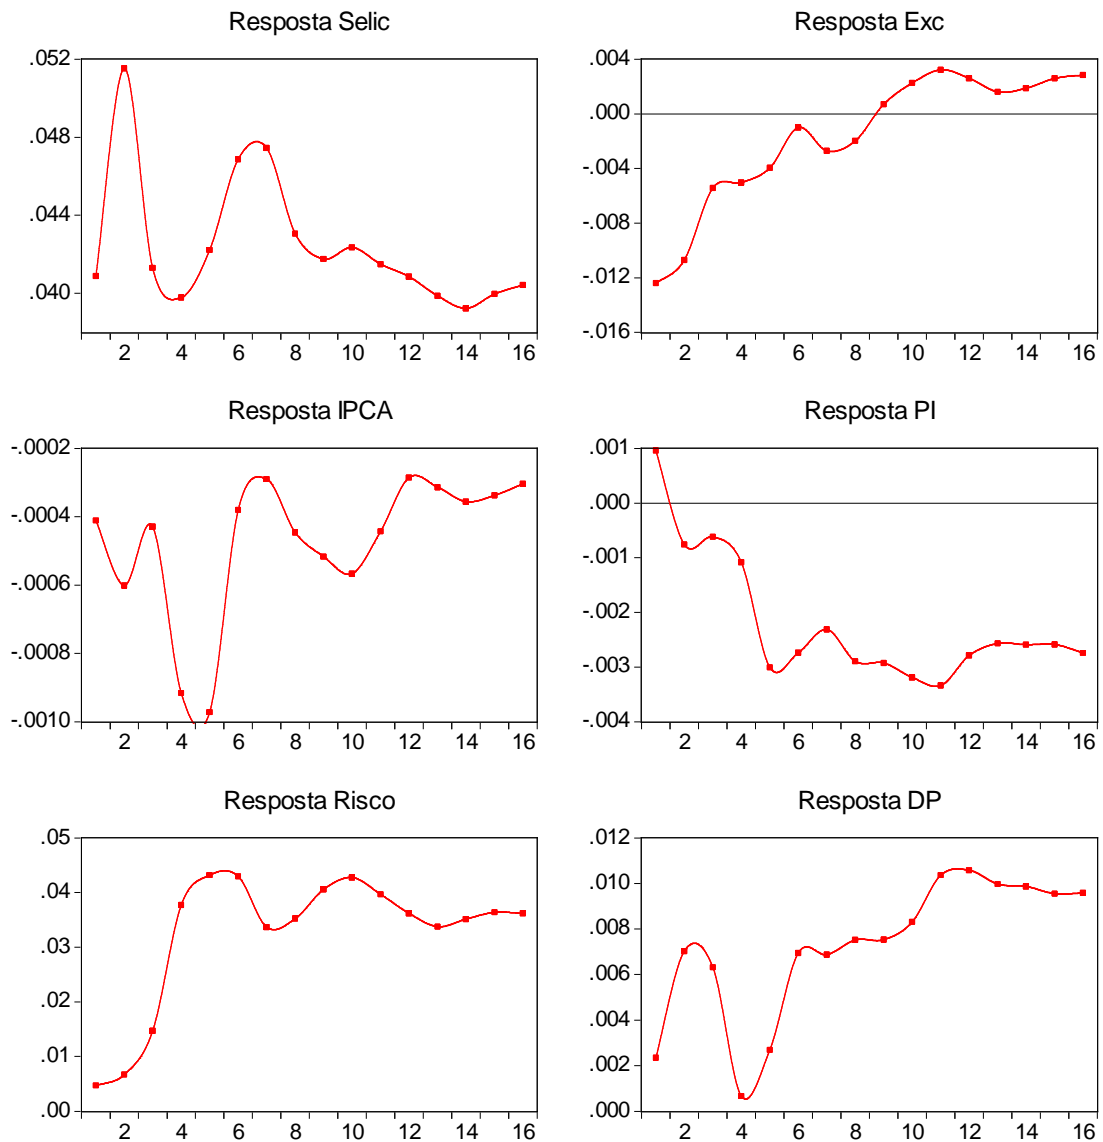 Resposta Selic
.052
.048
.044
.040
2 4 6 8 10 12 14 16
Resposta Exc
.004
.000
-.004
-.008
-.012
-.016
2 4 6 8 10 12 14 16
Resposta IPCA
-.0002
-.0004
-.0006
-.0008
-.0010
2 4 6 8 10 12 14 16
Resposta PI
.001
.000
-.001
-.002
-.003
-.004
2 4 6 8 10 12 14 16
Resposta Risco
.05
.04
.03
.02
.01
.00
2 4 6 8 10 12 14 16
Resposta DP
.012
.010
.008
.006
.004
.002
.000
2 4 6 8 10 12 14 16